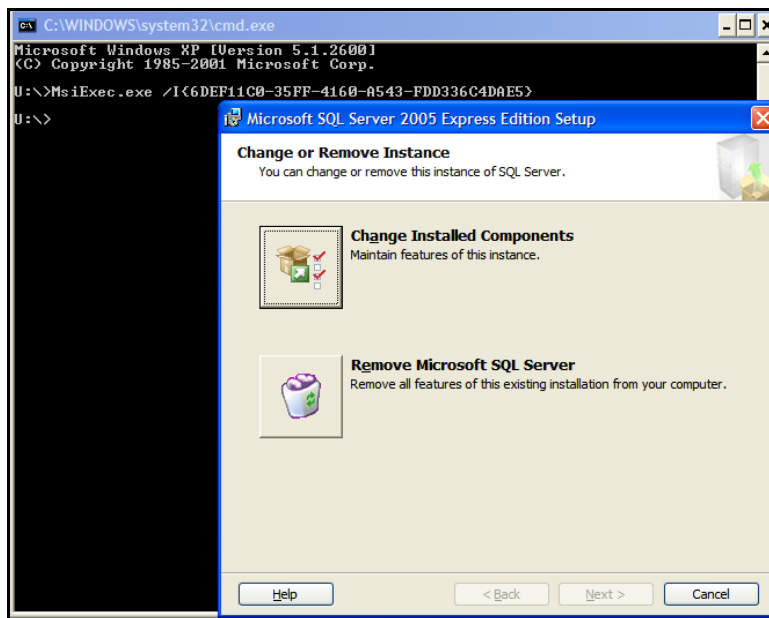 C:\WINDOWS\system32\cmd.exe
Microsoft Windows XP [Version 5.1.2600]
(C) Copyright 1985-2001 Microsoft Corp.
U:\>MsiExec.exe /I{6DEF11C0-35FF-4160-A543-FDD336C4DAE5}
U:\>
Microsoft SQL Server 2005 Express Edition Setup
Change or Remove Instance
You can change or remove this instance of SQL Server.
Change Installed Components
Maintain features of this instance.
Remove Microsoft SQL Server
Remove all features of this existing installation from your computer.
Help
< Back
Next >
Cancel